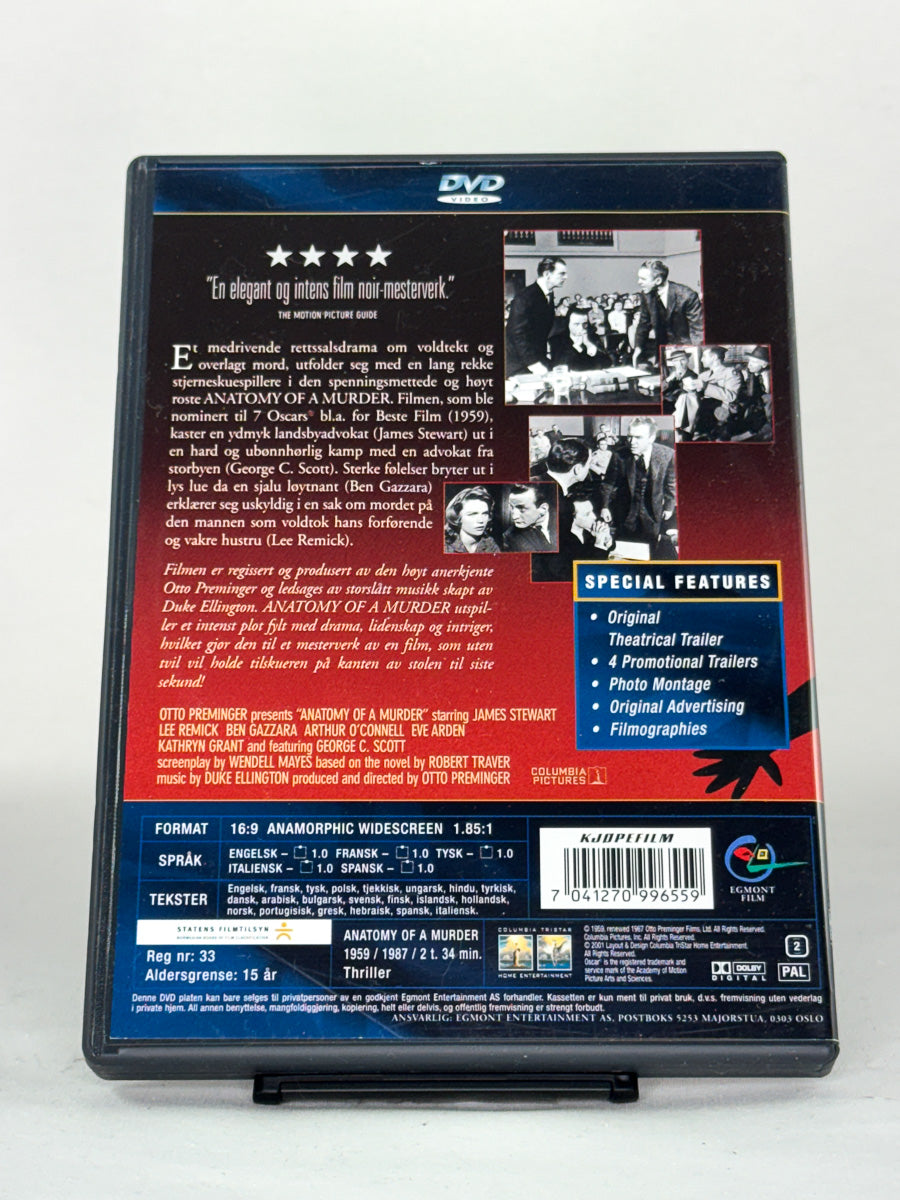 DVD
VIDEO
"En elegant og intens film noir-mesterverk."
THE MOTION PICTURE GUIDE
Et medrivende rettssalsdrama om voldtekt og
overlagt mord, utfolder seg med en lang rekke
stjerneskuespillere i den spenningsmettede og høyt
roste ANATOMY OF A MURDER. Filmen, som ble
nominert til 7 Oscars® bl.a. for Beste Film (1959),
kaster en ydmyk landsbyadvokat (James Stewart) ut i
en hard og ubønnhørlig kamp med en advokat fra
storbyen (George C. Scott). Sterke følelser bryter ut i
lys lue da en sjalu løytnant (Ben Gazzara)
erklærer seg uskyldig i en sak om mordet på
den mannen som voldtok hans forførende
og vakre hustru (Lee Remick).
Filmen er regissert og produsert av den høyt anerkjente
Otto Preminger og ledsages av storslått musikk skapt av
Duke Ellington. ANATOMY OF A MURDER utspil-
ler et intenst plot fylt med drama, lidenskap og intriger,
hvilket gjør den til et mesterverk av en film, som uten
tvil vil holde tilskueren på kanten av stolen til siste
sekund!
SPECIAL FEATURES
• Original
Theatrical Trailer
• 4 Promotional Trailers
• Photo Montage
• Original Advertising
• Filmographies
OTTO PREMINGER presents "ANATOMY OF A MURDER" starring JAMES STEWART
LEE REMICK BEN GAZZARA ARTHUR O'CONNELL EVE ARDEN
KATHRYN GRANT and featuring GEORGE C. SCOTT
screenplay by WENDELL MAYES based on the novel by ROBERT TRAVER
music by DUKE ELLINGTON produced and directed by OTTO PREMINGER
COLUMBIA
PICTURES
FORMAT 16:9 ANAMORPHIC WIDESCREEN 1.85:1
SPRÅK ENGELSK – 1.0 FRANSK – 1.0 TYSK – 1.0
ITALIENSK – 1.0 SPANSK – 1.0
TEKSTER Engelsk, fransk, tysk, polsk, tjekkisk, ungarsk, hindu, tyrkisk,
dansk, arabisk, bulgarsk, svensk, finsk, islandsk, hollandsk,
norsk, portugisisk, gresk, hebraisk, spansk, italiensk.
KJØPEFILM
7 041270 996559
EGMONT
FILM
STATENS FILMTILSYN
NORWEGIAN BOARD OF FILM CLASSIFICATION
Reg nr: 33
Aldersgrense: 15 år
ANATOMY OF A MURDER
1959 / 1987 / 2 t. 34 min.
Thriller
COLUMBIA TRISTAR
HOME ENTERTAINMENT
© 1959, renewed 1967 Otto Preminger Films, Ltd. All Rights Reserved.
Columbia Pictures, Inc. All Rights Reserved.
© 2001 Layout & Design Columbia TriStar Home Entertainment.
All Rights Reserved.
Oscar® is the registered trademark and
service mark of the Academy of Motion
Picture Arts and Sciences.
DOLBY
DIGITAL
2
PAL
Denne DVD platen kan bare selges til privatpersoner av en godkjent Egmont Entertainment AS forhandler. Kassetten er kun ment til privat bruk, d.v.s. fremvisning uten vederlag
i private hjem. All annen benyttelse, mangfoldiggjøring, kopiering, helt eller delvis, og offentlig fremvisning er strengt forbudt.
ANSVARLIG: EGMONT ENTERTAINMENT AS, POSTBOKS 5253 MAJORSTUA, 0303 OSLO